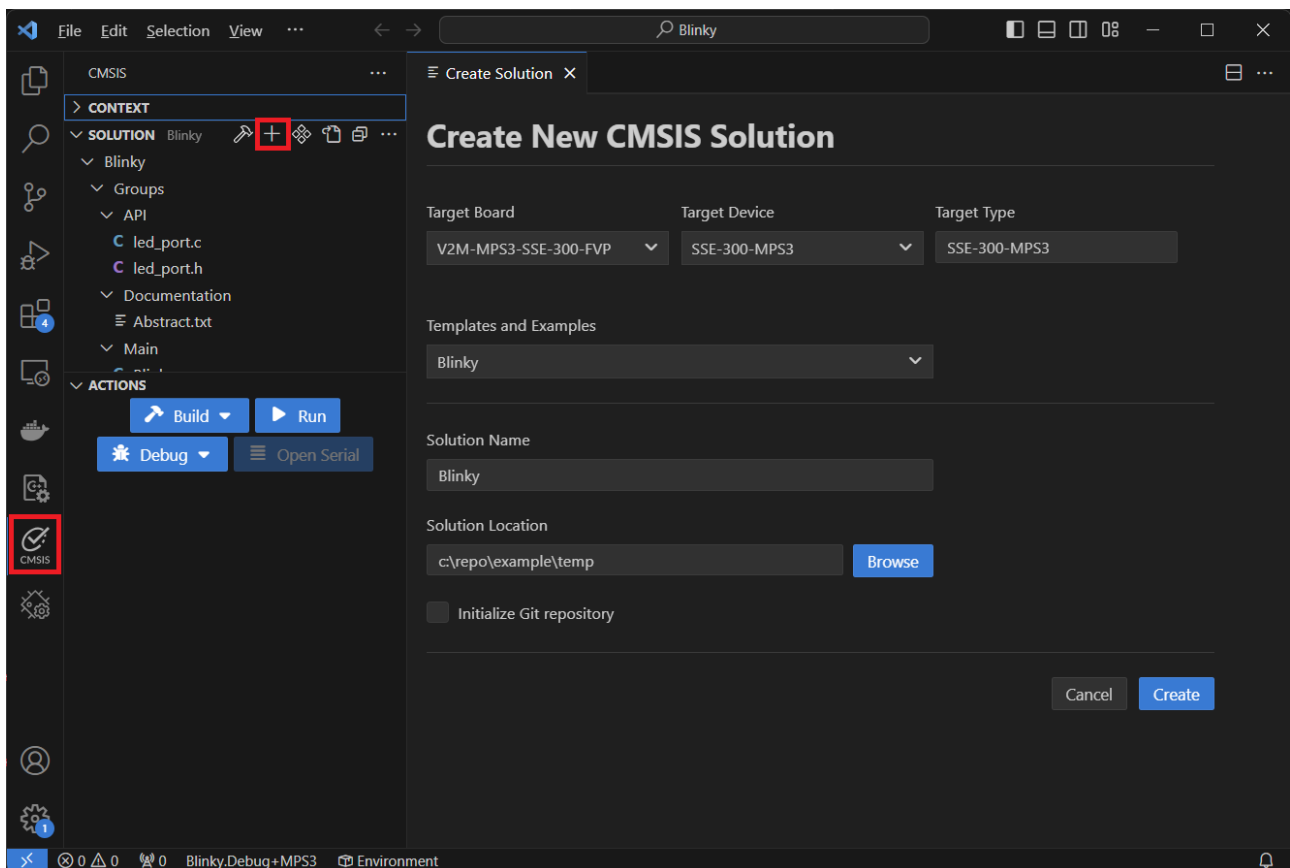 File Edit Selection View ··· Blinky
CMSIS ···
Create Solution
CONTEXT
SOLUTION Blinky
Blinky
Groups
API
C led_port.c
C led_port.h
Documentation
Abstract.txt
Main
ACTIONS
Build
Run
Debug
Open Serial
4
CMSIS
1
Create New CMSIS Solution
Target Board
Target Device
Target Type
V2M-MPS3-SSE-300-FVP
SSE-300-MPS3
SSE-300-MPS3
Templates and Examples
Blinky
Solution Name
Blinky
Solution Location
c:\repo\example\temp
Browse
Initialize Git repository
Cancel
Create
0 0 0 Blinky.Debug+MPS3 Environment